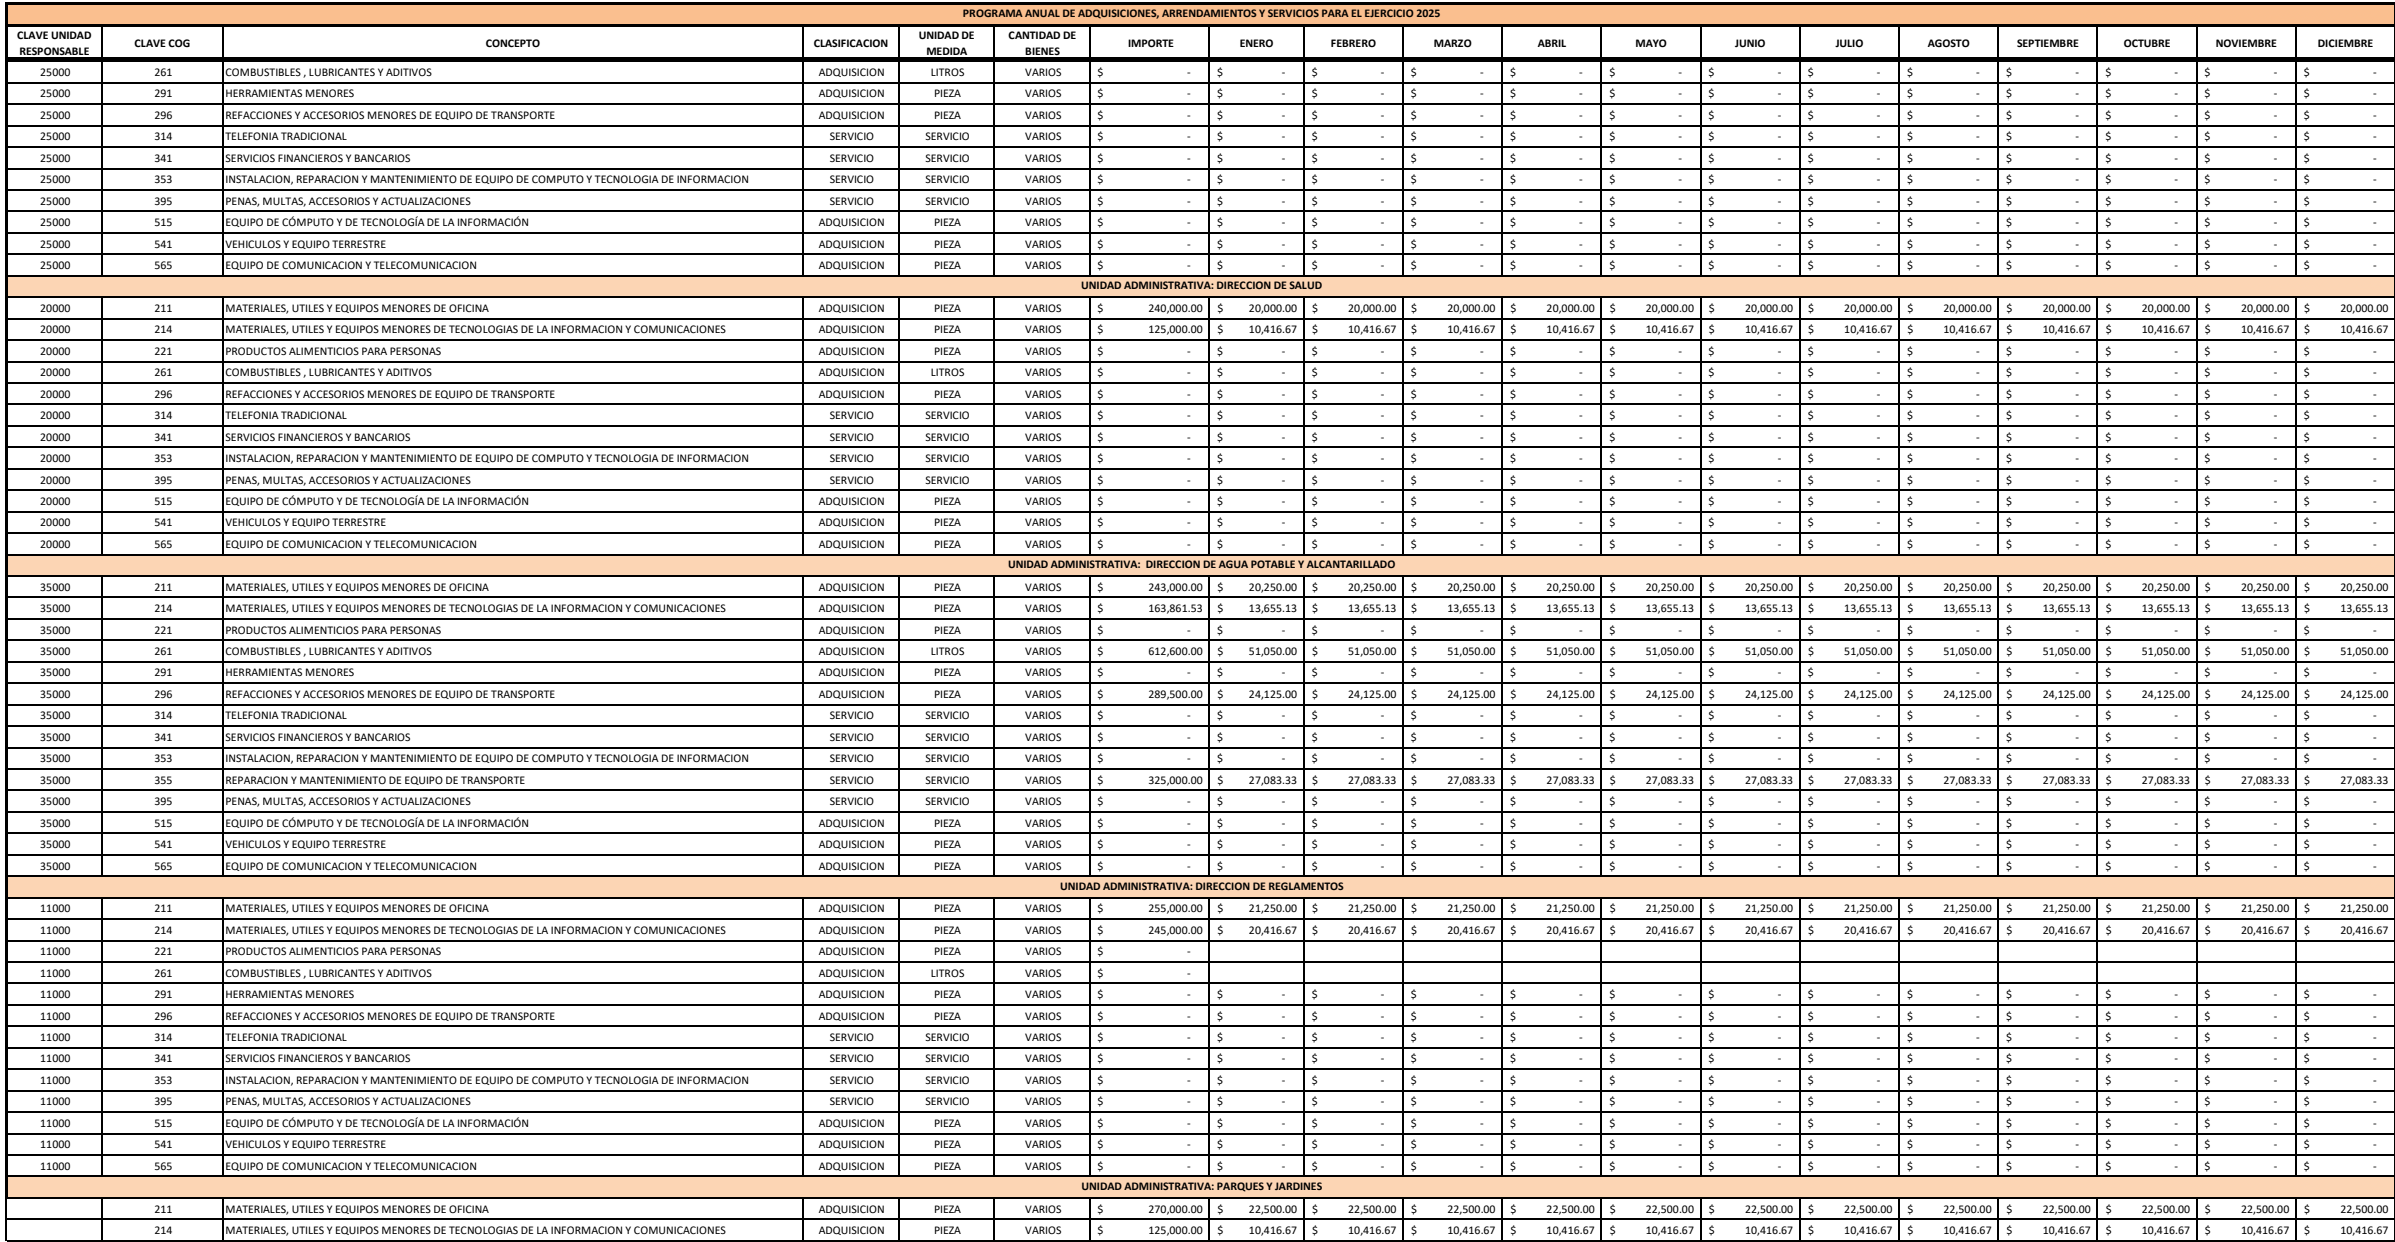 PROGRAMA ANUAL DE ADQUISICIONES, ARRENDAMIENTOS Y SERVICIOS PARA EL EJERCICIO 2025
CLAVE UNIDAD RESPONSABLE CLAVE COG CONCEPTO CLASIFICACION UNIDAD DE MEDIDA CANTIDAD DE BIENES IMPORTE ENERO FEBRERO MARZO ABRIL MAYO JUNIO JULIO AGOSTO SEPTIEMBRE OCTUBRE NOVIEMBRE DICIEMBRE
25000 261 COMBUSTIBLES , LUBRICANTES Y ADITIVOS ADQUISICION LITROS VARIOS $ - $ - $ - $ - $ - $ - $ - $ - $ - $ - $ - $ - $ -
25000 291 HERRAMIENTAS MENORES ADQUISICION PIEZA VARIOS $ - $ - $ - $ - $ - $ - $ - $ - $ - $ - $ - $ - $ -
25000 296 REFACCIONES Y ACCESORIOS MENORES DE EQUIPO DE TRANSPORTE ADQUISICION PIEZA VARIOS $ - $ - $ - $ - $ - $ - $ - $ - $ - $ - $ - $ - $ -
25000 314 TELEFONIA TRADICIONAL SERVICIO SERVICIO VARIOS $ - $ - $ - $ - $ - $ - $ - $ - $ - $ - $ - $ - $ -
25000 341 SERVICIOS FINANCIEROS Y BANCARIOS SERVICIO SERVICIO VARIOS $ - $ - $ - $ - $ - $ - $ - $ - $ - $ - $ - $ - $ -
25000 353 INSTALACION, REPARACION Y MANTENIMIENTO DE EQUIPO DE COMPUTO Y TECNOLOGIA DE INFORMACION SERVICIO SERVICIO VARIOS $ - $ - $ - $ - $ - $ - $ - $ - $ - $ - $ - $ - $ -
25000 395 PENAS, MULTAS, ACCESORIOS Y ACTUALIZACIONES SERVICIO SERVICIO VARIOS $ - $ - $ - $ - $ - $ - $ - $ - $ - $ - $ - $ - $ -
25000 515 EQUIPO DE CÓMPUTO Y DE TECNOLOGÍA DE LA INFORMACIÓN ADQUISICION PIEZA VARIOS $ - $ - $ - $ - $ - $ - $ - $ - $ - $ - $ - $ - $ -
25000 541 VEHICULOS Y EQUIPO TERRESTRE ADQUISICION PIEZA VARIOS $ - $ - $ - $ - $ - $ - $ - $ - $ - $ - $ - $ - $ -
25000 565 EQUIPO DE COMUNICACION Y TELECOMUNICACION ADQUISICION PIEZA VARIOS $ - $ - $ - $ - $ - $ - $ - $ - $ - $ - $ - $ - $ -
UNIDAD ADMINISTRATIVA: DIRECCION DE SALUD
20000 211 MATERIALES, UTILES Y EQUIPOS MENORES DE OFICINA ADQUISICION PIEZA VARIOS $ 240,000.00 $ 20,000.00 $ 20,000.00 $ 20,000.00 $ 20,000.00 $ 20,000.00 $ 20,000.00 $ 20,000.00 $ 20,000.00 $ 20,000.00 $ 20,000.00 $ 20,000.00 $ 20,000.00
20000 214 MATERIALES, UTILES Y EQUIPOS MENORES DE TECNOLOGIAS DE LA INFORMACION Y COMUNICACIONES ADQUISICION PIEZA VARIOS $ 125,000.00 $ 10,416.67 $ 10,416.67 $ 10,416.67 $ 10,416.67 $ 10,416.67 $ 10,416.67 $ 10,416.67 $ 10,416.67 $ 10,416.67 $ 10,416.67 $ 10,416.67 $ 10,416.67
20000 221 PRODUCTOS ALIMENTICIOS PARA PERSONAS ADQUISICION PIEZA VARIOS $ - $ - $ - $ - $ - $ - $ - $ - $ - $ - $ - $ - $ -
20000 261 COMBUSTIBLES , LUBRICANTES Y ADITIVOS ADQUISICION LITROS VARIOS $ - $ - $ - $ - $ - $ - $ - $ - $ - $ - $ - $ - $ -
20000 296 REFACCIONES Y ACCESORIOS MENORES DE EQUIPO DE TRANSPORTE ADQUISICION PIEZA VARIOS $ - $ - $ - $ - $ - $ - $ - $ - $ - $ - $ - $ - $ -
20000 314 TELEFONIA TRADICIONAL SERVICIO SERVICIO VARIOS $ - $ - $ - $ - $ - $ - $ - $ - $ - $ - $ - $ - $ -
20000 341 SERVICIOS FINANCIEROS Y BANCARIOS SERVICIO SERVICIO VARIOS $ - $ - $ - $ - $ - $ - $ - $ - $ - $ - $ - $ - $ -
20000 353 INSTALACION, REPARACION Y MANTENIMIENTO DE EQUIPO DE COMPUTO Y TECNOLOGIA DE INFORMACION SERVICIO SERVICIO VARIOS $ - $ - $ - $ - $ - $ - $ - $ - $ - $ - $ - $ - $ -
20000 395 PENAS, MULTAS, ACCESORIOS Y ACTUALIZACIONES SERVICIO SERVICIO VARIOS $ - $ - $ - $ - $ - $ - $ - $ - $ - $ - $ - $ - $ -
20000 515 EQUIPO DE CÓMPUTO Y DE TECNOLOGÍA DE LA INFORMACIÓN ADQUISICION PIEZA VARIOS $ - $ - $ - $ - $ - $ - $ - $ - $ - $ - $ - $ - $ -
20000 541 VEHICULOS Y EQUIPO TERRESTRE ADQUISICION PIEZA VARIOS $ - $ - $ - $ - $ - $ - $ - $ - $ - $ - $ - $ - $ -
20000 565 EQUIPO DE COMUNICACION Y TELECOMUNICACION ADQUISICION PIEZA VARIOS $ - $ - $ - $ - $ - $ - $ - $ - $ - $ - $ - $ - $ -
UNIDAD ADMINISTRATIVA: DIRECCION DE AGUA POTABLE Y ALCANTARILLADO
35000 211 MATERIALES, UTILES Y EQUIPOS MENORES DE OFICINA ADQUISICION PIEZA VARIOS $ 243,000.00 $ 20,250.00 $ 20,250.00 $ 20,250.00 $ 20,250.00 $ 20,250.00 $ 20,250.00 $ 20,250.00 $ 20,250.00 $ 20,250.00 $ 20,250.00 $ 20,250.00 $ 20,250.00
35000 214 MATERIALES, UTILES Y EQUIPOS MENORES DE TECNOLOGIAS DE LA INFORMACION Y COMUNICACIONES ADQUISICION PIEZA VARIOS $ 163,861.53 $ 13,655.13 $ 13,655.13 $ 13,655.13 $ 13,655.13 $ 13,655.13 $ 13,655.13 $ 13,655.13 $ 13,655.13 $ 13,655.13 $ 13,655.13 $ 13,655.13 $ 13,655.13
35000 221 PRODUCTOS ALIMENTICIOS PARA PERSONAS ADQUISICION PIEZA VARIOS $ - $ - $ - $ - $ - $ - $ - $ - $ - $ - $ - $ - $ -
35000 261 COMBUSTIBLES , LUBRICANTES Y ADITIVOS ADQUISICION LITROS VARIOS $ 612,600.00 $ 51,050.00 $ 51,050.00 $ 51,050.00 $ 51,050.00 $ 51,050.00 $ 51,050.00 $ 51,050.00 $ 51,050.00 $ 51,050.00 $ 51,050.00 $ 51,050.00 $ 51,050.00
35000 291 HERRAMIENTAS MENORES ADQUISICION PIEZA VARIOS $ - $ - $ - $ - $ - $ - $ - $ - $ - $ - $ - $ - $ -
35000 296 REFACCIONES Y ACCESORIOS MENORES DE EQUIPO DE TRANSPORTE ADQUISICION PIEZA VARIOS $ 289,500.00 $ 24,125.00 $ 24,125.00 $ 24,125.00 $ 24,125.00 $ 24,125.00 $ 24,125.00 $ 24,125.00 $ 24,125.00 $ 24,125.00 $ 24,125.00 $ 24,125.00 $ 24,125.00
35000 314 TELEFONIA TRADICIONAL SERVICIO SERVICIO VARIOS $ - $ - $ - $ - $ - $ - $ - $ - $ - $ - $ - $ - $ -
35000 341 SERVICIOS FINANCIEROS Y BANCARIOS SERVICIO SERVICIO VARIOS $ - $ - $ - $ - $ - $ - $ - $ - $ - $ - $ - $ - $ -
35000 353 INSTALACION, REPARACION Y MANTENIMIENTO DE EQUIPO DE COMPUTO Y TECNOLOGIA DE INFORMACION SERVICIO SERVICIO VARIOS $ - $ - $ - $ - $ - $ - $ - $ - $ - $ - $ - $ - $ -
35000 355 REPARACION Y MANTENIMIENTO DE EQUIPO DE TRANSPORTE SERVICIO SERVICIO VARIOS $ 325,000.00 $ 27,083.33 $ 27,083.33 $ 27,083.33 $ 27,083.33 $ 27,083.33 $ 27,083.33 $ 27,083.33 $ 27,083.33 $ 27,083.33 $ 27,083.33 $ 27,083.33 $ 27,083.33
35000 395 PENAS, MULTAS, ACCESORIOS Y ACTUALIZACIONES SERVICIO SERVICIO VARIOS $ - $ - $ - $ - $ - $ - $ - $ - $ - $ - $ - $ - $ -
35000 515 EQUIPO DE CÓMPUTO Y DE TECNOLOGÍA DE LA INFORMACIÓN ADQUISICION PIEZA VARIOS $ - $ - $ - $ - $ - $ - $ - $ - $ - $ - $ - $ - $ -
35000 541 VEHICULOS Y EQUIPO TERRESTRE ADQUISICION PIEZA VARIOS $ - $ - $ - $ - $ - $ - $ - $ - $ - $ - $ - $ - $ -
35000 565 EQUIPO DE COMUNICACION Y TELECOMUNICACION ADQUISICION PIEZA VARIOS $ - $ - $ - $ - $ - $ - $ - $ - $ - $ - $ - $ - $ -
UNIDAD ADMINISTRATIVA: DIRECCION DE REGLAMENTOS
11000 211 MATERIALES, UTILES Y EQUIPOS MENORES DE OFICINA ADQUISICION PIEZA VARIOS $ 255,000.00 $ 21,250.00 $ 21,250.00 $ 21,250.00 $ 21,250.00 $ 21,250.00 $ 21,250.00 $ 21,250.00 $ 21,250.00 $ 21,250.00 $ 21,250.00 $ 21,250.00 $ 21,250.00
11000 214 MATERIALES, UTILES Y EQUIPOS MENORES DE TECNOLOGIAS DE LA INFORMACION Y COMUNICACIONES ADQUISICION PIEZA VARIOS $ 245,000.00 $ 20,416.67 $ 20,416.67 $ 20,416.67 $ 20,416.67 $ 20,416.67 $ 20,416.67 $ 20,416.67 $ 20,416.67 $ 20,416.67 $ 20,416.67 $ 20,416.67 $ 20,416.67
11000 221 PRODUCTOS ALIMENTICIOS PARA PERSONAS ADQUISICION PIEZA VARIOS $ -
11000 261 COMBUSTIBLES , LUBRICANTES Y ADITIVOS ADQUISICION LITROS VARIOS $ -
11000 291 HERRAMIENTAS MENORES ADQUISICION PIEZA VARIOS $ - $ - $ - $ - $ - $ - $ - $ - $ - $ - $ - $ - $ -
11000 296 REFACCIONES Y ACCESORIOS MENORES DE EQUIPO DE TRANSPORTE ADQUISICION PIEZA VARIOS $ - $ - $ - $ - $ - $ - $ - $ - $ - $ - $ - $ - $ -
11000 314 TELEFONIA TRADICIONAL SERVICIO SERVICIO VARIOS $ - $ - $ - $ - $ - $ - $ - $ - $ - $ - $ - $ - $ -
11000 341 SERVICIOS FINANCIEROS Y BANCARIOS SERVICIO SERVICIO VARIOS $ - $ - $ - $ - $ - $ - $ - $ - $ - $ - $ - $ - $ -
11000 353 INSTALACION, REPARACION Y MANTENIMIENTO DE EQUIPO DE COMPUTO Y TECNOLOGIA DE INFORMACION SERVICIO SERVICIO VARIOS $ - $ - $ - $ - $ - $ - $ - $ - $ - $ - $ - $ - $ -
11000 395 PENAS, MULTAS, ACCESORIOS Y ACTUALIZACIONES SERVICIO SERVICIO VARIOS $ - $ - $ - $ - $ - $ - $ - $ - $ - $ - $ - $ - $ -
11000 515 EQUIPO DE CÓMPUTO Y DE TECNOLOGÍA DE LA INFORMACIÓN ADQUISICION PIEZA VARIOS $ - $ - $ - $ - $ - $ - $ - $ - $ - $ - $ - $ - $ -
11000 541 VEHICULOS Y EQUIPO TERRESTRE ADQUISICION PIEZA VARIOS $ - $ - $ - $ - $ - $ - $ - $ - $ - $ - $ - $ - $ -
11000 565 EQUIPO DE COMUNICACION Y TELECOMUNICACION ADQUISICION PIEZA VARIOS $ - $ - $ - $ - $ - $ - $ - $ - $ - $ - $ - $ - $ -
UNIDAD ADMINISTRATIVA: PARQUES Y JARDINES
211 MATERIALES, UTILES Y EQUIPOS MENORES DE OFICINA ADQUISICION PIEZA VARIOS $ 270,000.00 $ 22,500.00 $ 22,500.00 $ 22,500.00 $ 22,500.00 $ 22,500.00 $ 22,500.00 $ 22,500.00 $ 22,500.00 $ 22,500.00 $ 22,500.00 $ 22,500.00 $ 22,500.00
214 MATERIALES, UTILES Y EQUIPOS MENORES DE TECNOLOGIAS DE LA INFORMACION Y COMUNICACIONES ADQUISICION PIEZA VARIOS $ 125,000.00 $ 10,416.67 $ 10,416.67 $ 10,416.67 $ 10,416.67 $ 10,416.67 $ 10,416.67 $ 10,416.67 $ 10,416.67 $ 10,416.67 $ 10,416.67 $ 10,416.67 $ 10,416.67